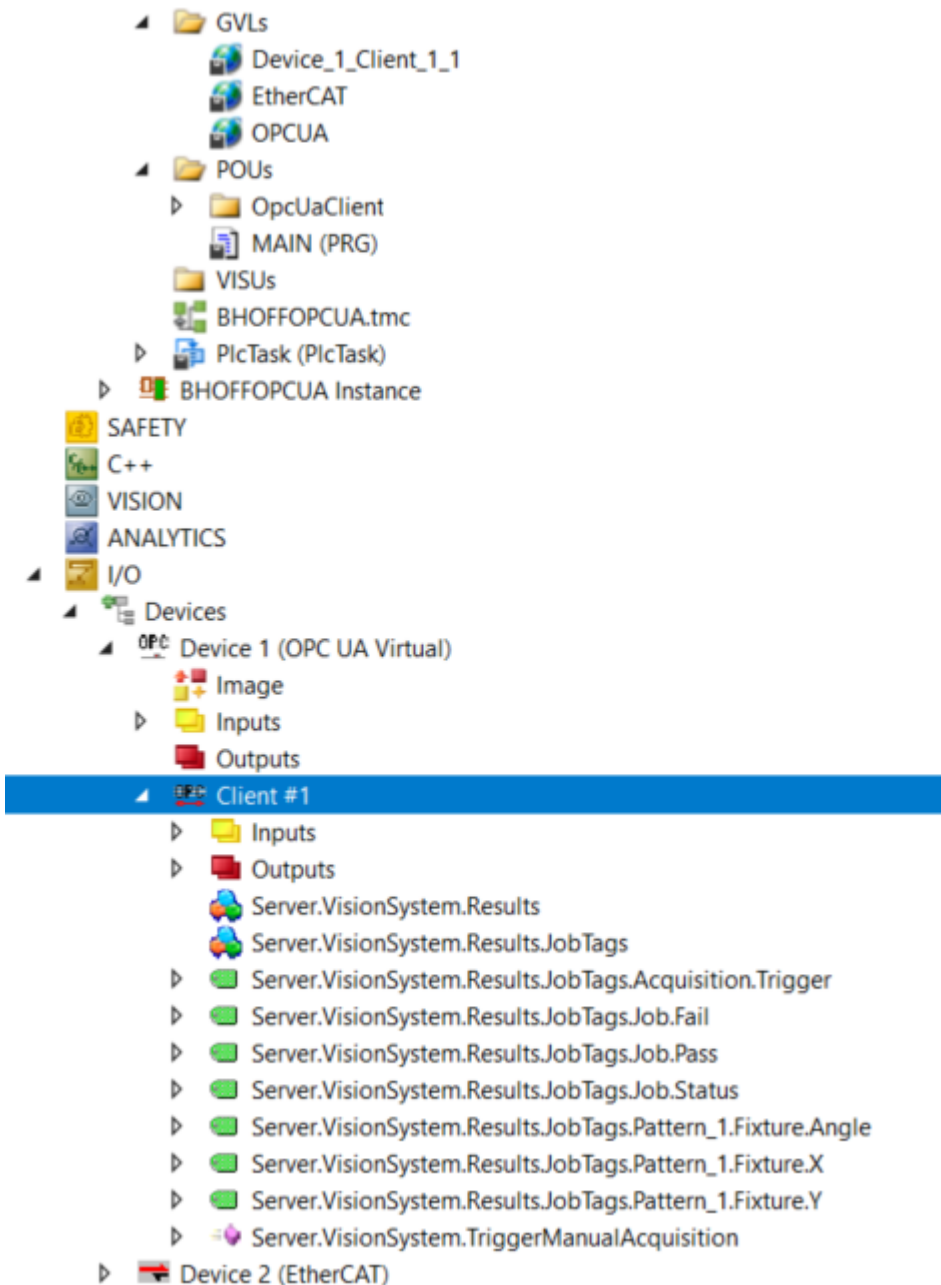 GVLs
Device_1_Client_1_1
EtherCAT
OPCUA
POUs
OpcUaClient
MAIN (PRG)
VISUs
BHOFFOPCUA.tmc
PlcTask (PlcTask)
BHOFFOPCUA Instance
SAFETY
C++
VISION
ANALYTICS
I/O
Devices
Device 1 (OPC UA Virtual)
Image
Inputs
Outputs
Client #1
Inputs
Outputs
Server.VisionSystem.Results
Server.VisionSystem.Results.JobTags
Server.VisionSystem.Results.JobTags.Acquisition.Trigger
Server.VisionSystem.Results.JobTags.Job.Fail
Server.VisionSystem.Results.JobTags.Job.Pass
Server.VisionSystem.Results.JobTags.Job.Status
Server.VisionSystem.Results.JobTags.Pattern_1.Fixture.Angle
Server.VisionSystem.Results.JobTags.Pattern_1.Fixture.X
Server.VisionSystem.Results.JobTags.Pattern_1.Fixture.Y
Server.VisionSystem.TriggerManualAcquisition
Device 2 (EtherCAT)